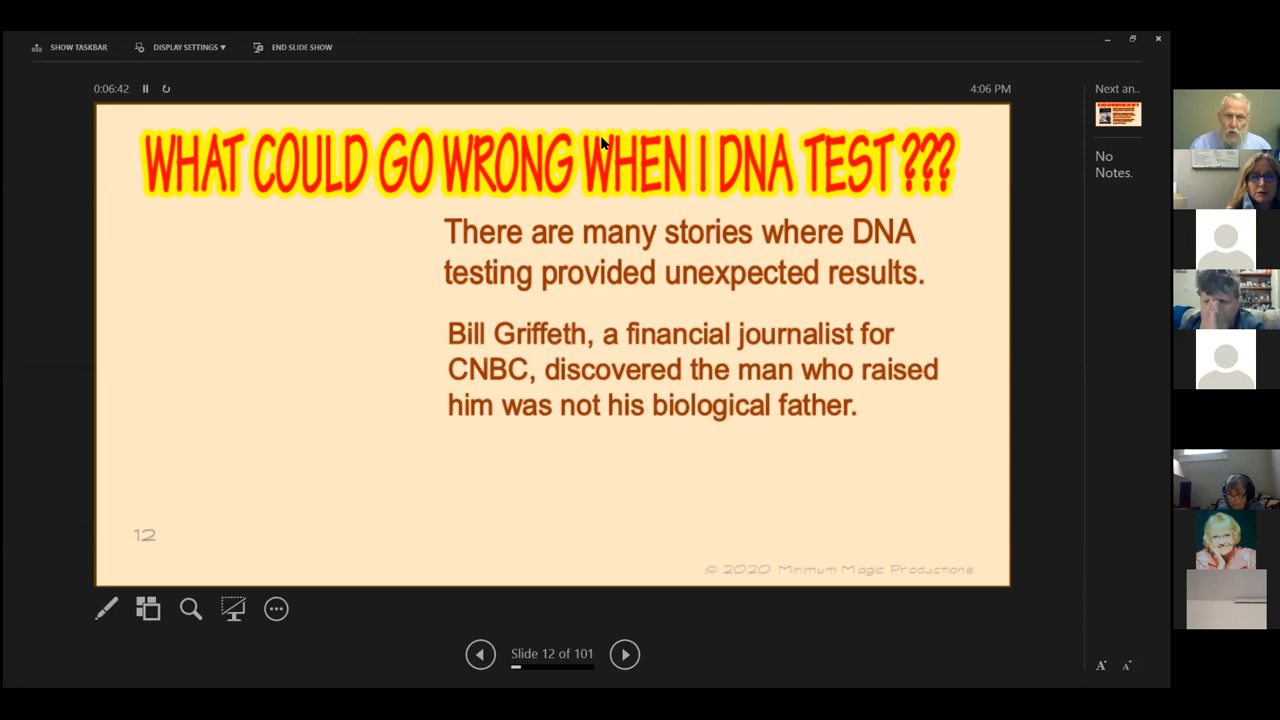 SHOW TASKBAR DISPLAY SETTINGS ▼ END SLIDE SHOW
0:06:42 4:06 PM
WHAT COULD GO WRONG WHEN I DNA TEST ???
There are many stories where DNA
testing provided unexpected results.
Bill Griffeth, a financial journalist for
CNBC, discovered the man who raised
him was not his biological father.
12
© 2020 Minimum Magic Productions
Slide 12 of 101
Next an..
No
Notes.
A A